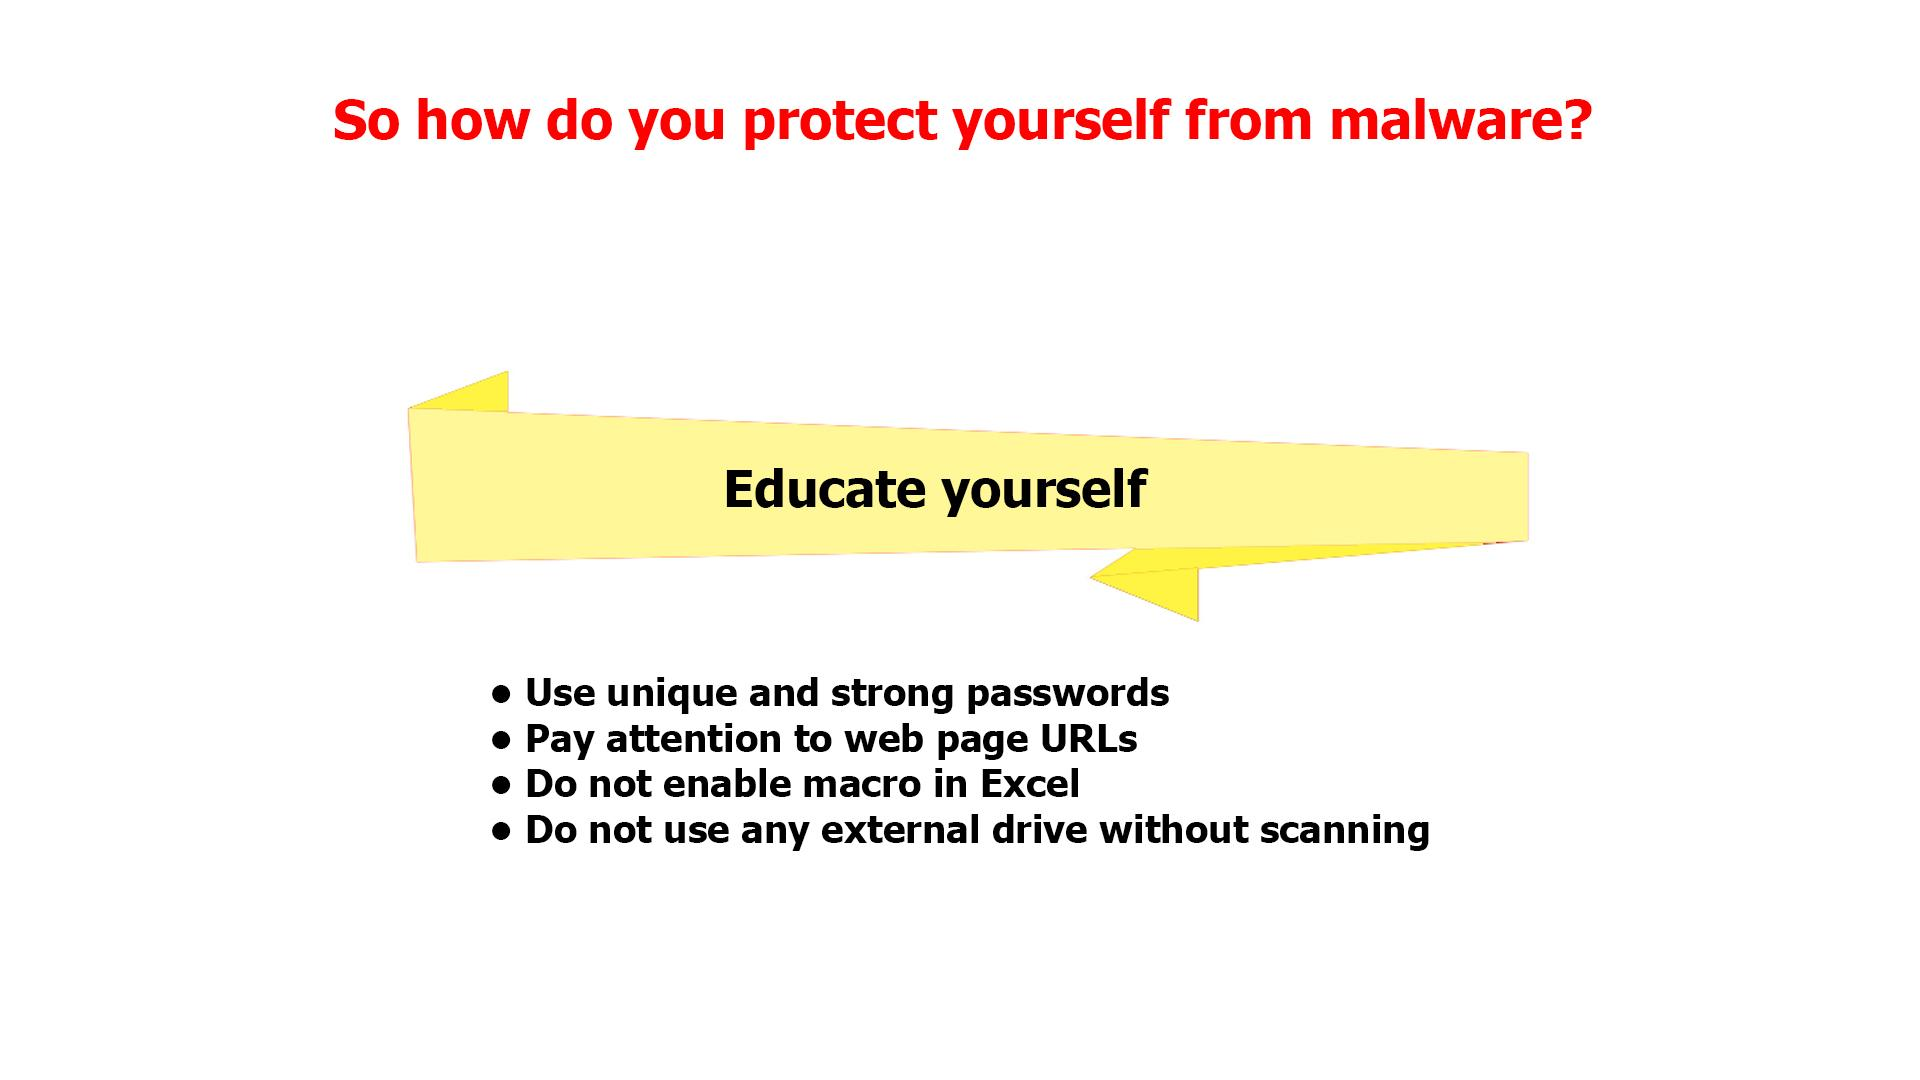 So how do you protect yourself from malware?
Educate yourself
• Use unique and strong passwords
• Pay attention to web page URLs
• Do not enable macro in Excel
• Do not use any external drive without scanning